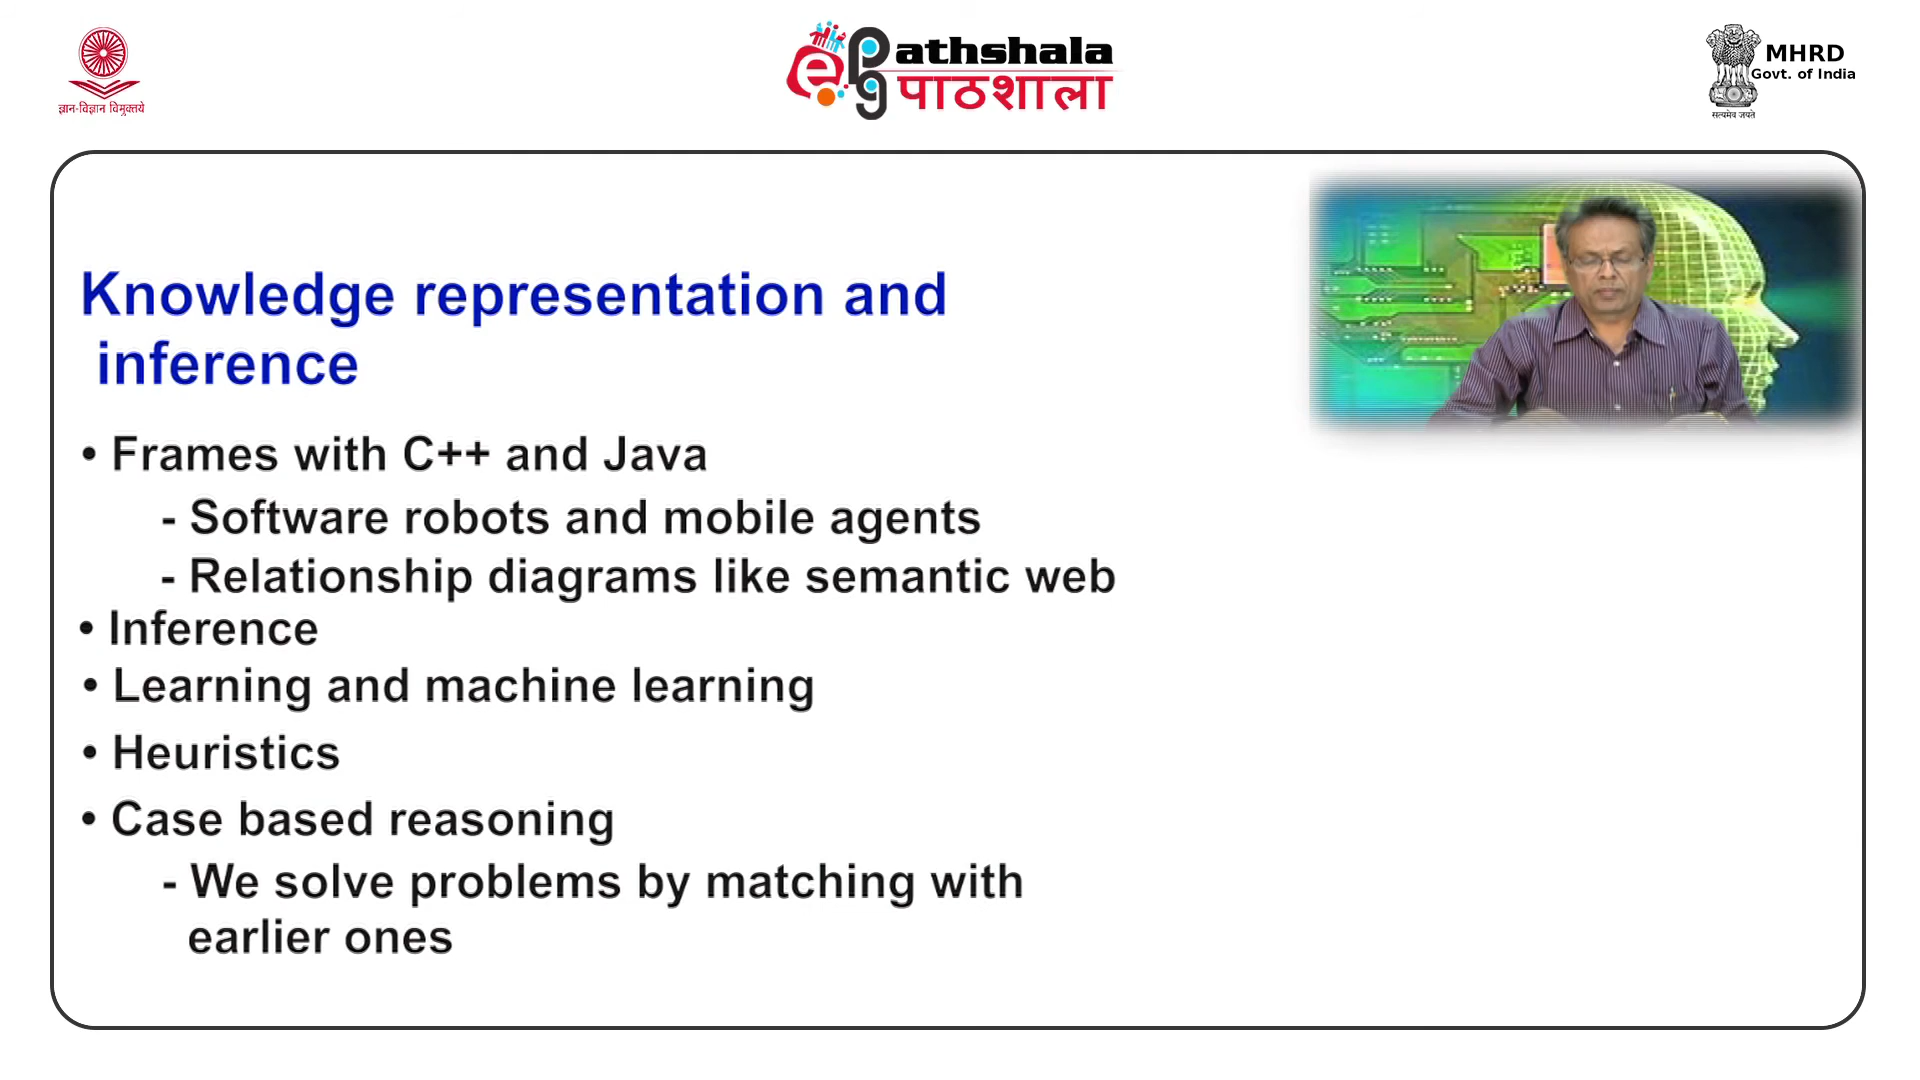 ज्ञान-विज्ञान विमुक्तये
ePGathshala
पाठशाला
MHRD
Govt. of India
सत्यमेव जयते
Knowledge representation and
inference
• Frames with C++ and Java
- Software robots and mobile agents
- Relationship diagrams like semantic web
• Inference
• Learning and machine learning
• Heuristics
• Case based reasoning
- We solve problems by matching with
earlier ones